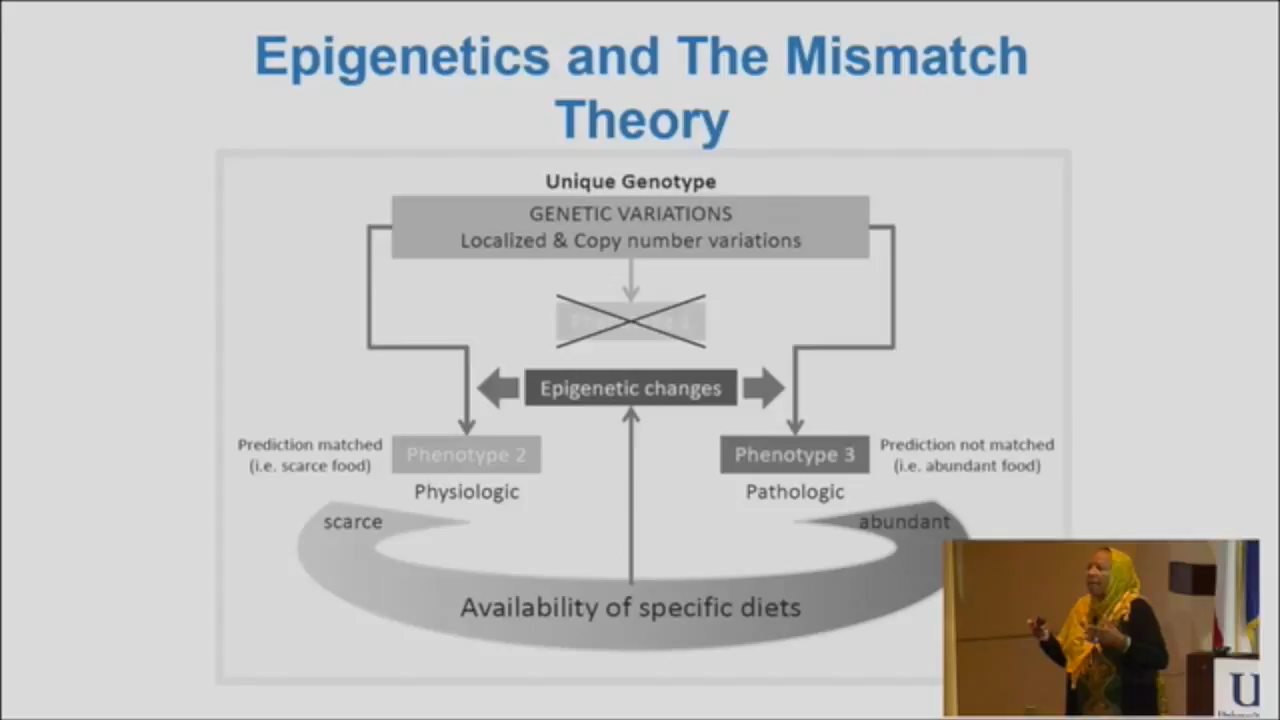 Epigenetics and The Mismatch
Theory
Unique Genotype
GENETIC VARIATIONS
Localized & Copy number variations
Epigenetic changes
Prediction matched
(i.e. scarce food)
Phenotype 2
Physiologic
Phenotype 3
Pathologic
Prediction not matched
(i.e. abundant food)
scarce
abundant
Availability of specific diets
U